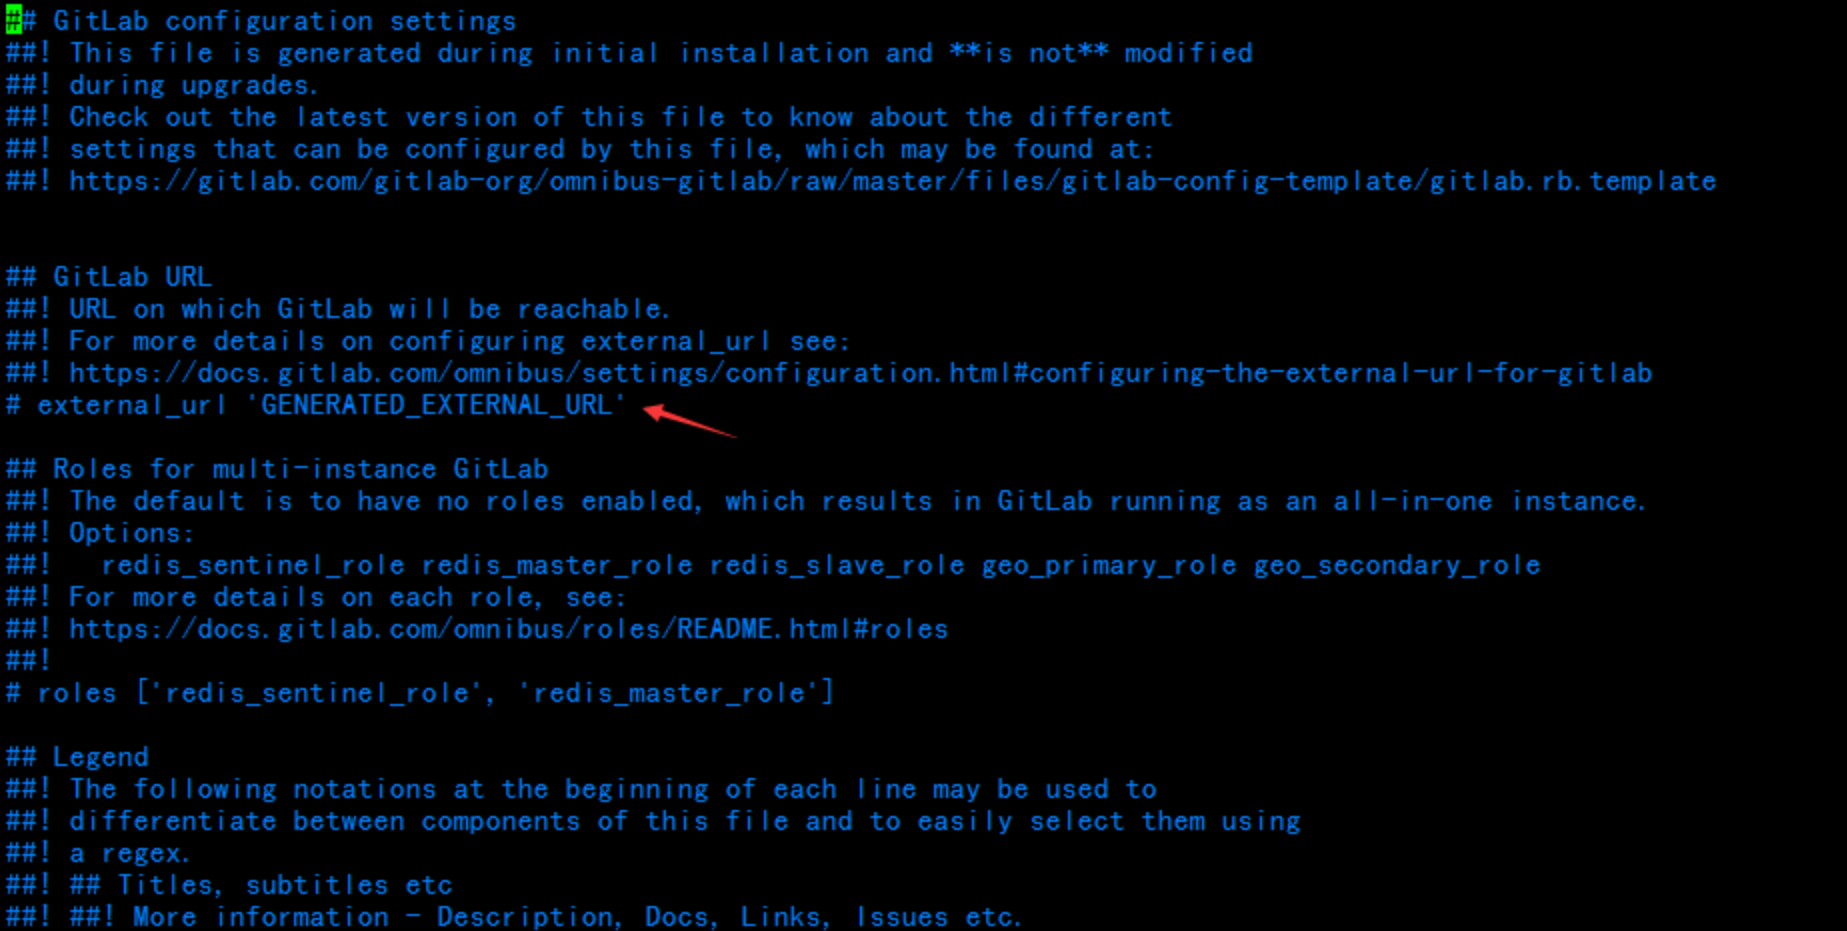 ## GitLab configuration settings
##! This file is generated during initial installation and **is not** modified
##! during upgrades.
##! Check out the latest version of this file to know about the different
##! settings that can be configured by this file, which may be found at:
##! https://gitlab.com/gitlab-org/omnibus-gitlab/raw/master/files/gitlab-config-template/gitlab.rb.template
## GitLab URL
##! URL on which GitLab will be reachable.
##! For more details on configuring external_url see:
##! https://docs.gitlab.com/omnibus/settings/configuration.html#configuring-the-external-url-for-gitlab
# external_url 'GENERATED_EXTERNAL_URL'
## Roles for multi-instance GitLab
##! The default is to have no roles enabled, which results in GitLab running as an all-in-one instance.
##! Options:
##!   redis_sentinel_role redis_master_role redis_slave_role geo_primary_role geo_secondary_role
##! For more details on each role, see:
##! https://docs.gitlab.com/omnibus/roles/README.html#roles
##!
# roles ['redis_sentinel_role', 'redis_master_role']
## Legend
##! The following notations at the beginning of each line may be used to
##! differentiate between components of this file and to easily select them using
##! a regex.
##! ## Titles, subtitles etc
##! ##! More information - Description, Docs, Links, Issues etc.